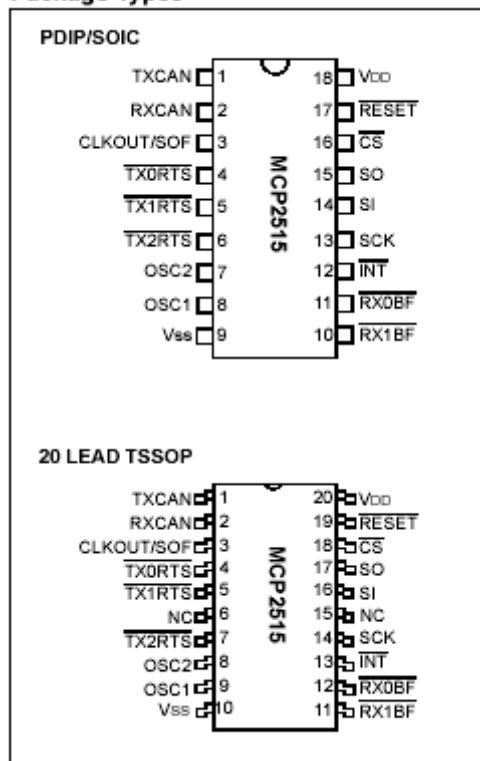 PDIP/SOIC
TXCAN 1 18 VDD
RXCAN 2 17 RESET
CLKOUT/SOF 3 16 CS
TX0RTS 4 15 SO
TX1RTS 5 14 SI
TX2RTS 6 13 SCK
OSC2 7 12 INT
OSC1 8 11 RX0BF
Vss 9 10 RX1BF
MCP2515
20 LEAD TSSOP
TXCAN 1 20 VDD
RXCAN 2 19 RESET
CLKOUT/SOF 3 18 CS
TX0RTS 4 17 SO
TX1RTS 5 16 SI
NC 6 15 NC
TX2RTS 7 14 SCK
OSC2 8 13 INT
OSC1 9 12 RX0BF
Vss 10 11 RX1BF
MCP2515